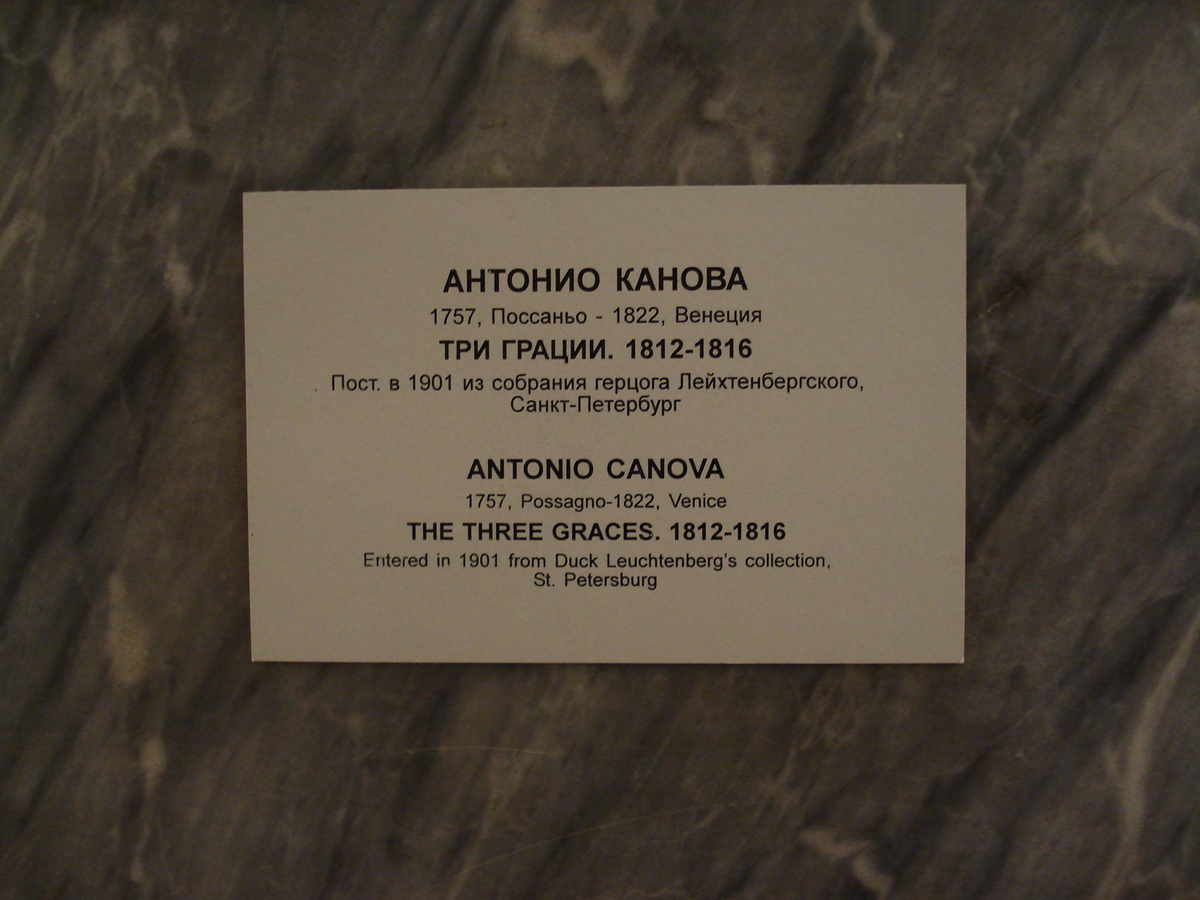 АНТОНИО КАНОВА
1757, Поссаньо - 1822, Венеция
ТРИ ГРАЦИИ. 1812-1816
Пост. в 1901 из собрания герцога Лейхтенбергского,
Санкт-Петербург
ANTONIO CANOVA
1757, Possagno-1822, Venice
THE THREE GRACES. 1812-1816
Entered in 1901 from Duck Leuchtenberg's collection,
St. Petersburg